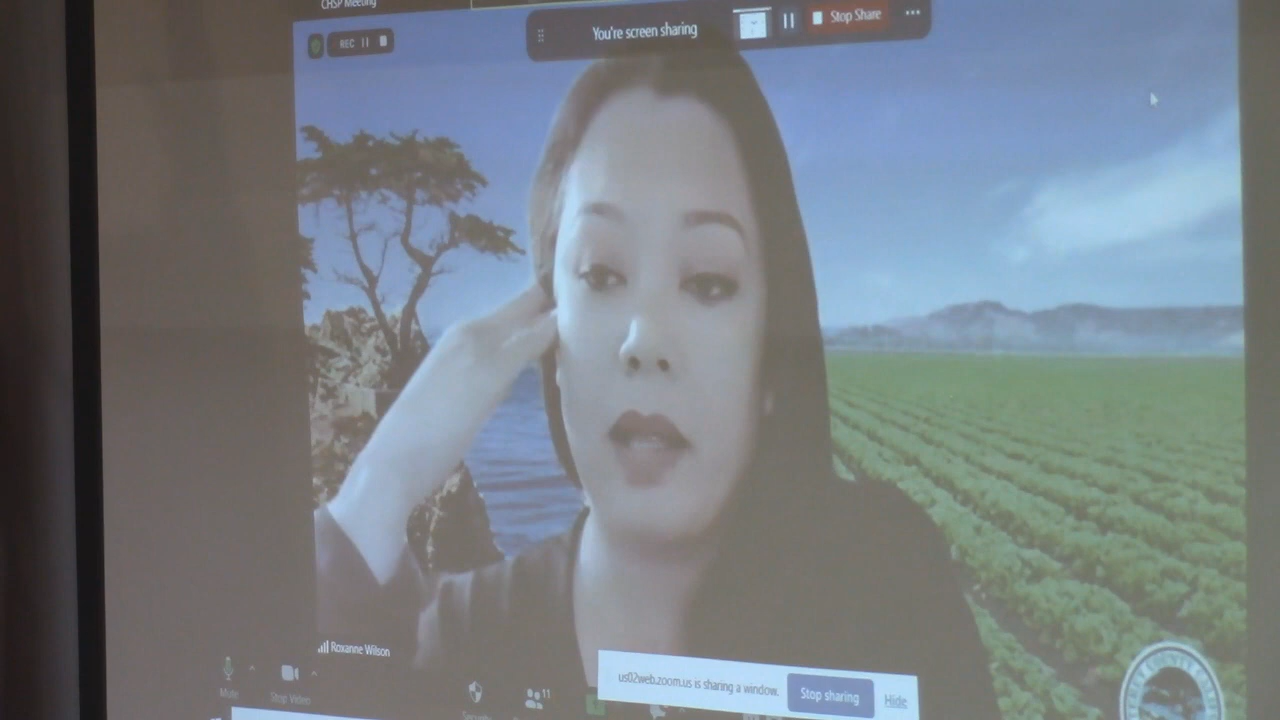 CHSP Meeting
You're screen sharing
Stop Share
REC
Roxanne Wilson
Mute
Stop Video
11
us02web.zoom.us is sharing a window.
Stop sharing
Hide